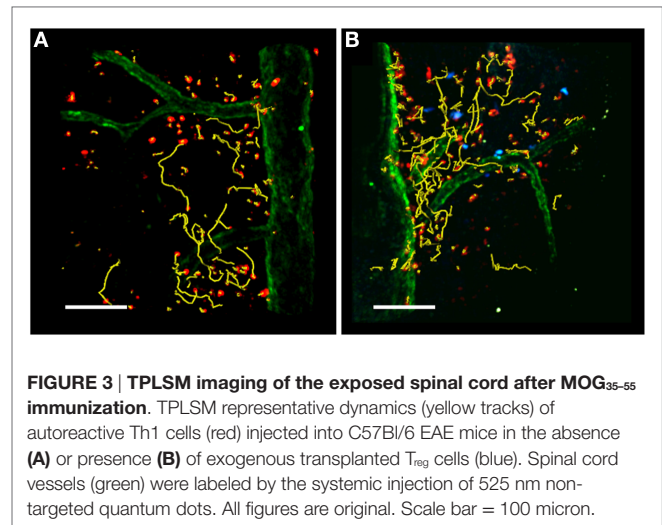 A
B
FIGURE 3 | TPLSM imaging of the exposed spinal cord after MOG35–55
immunization. TPLSM representative dynamics (yellow tracks) of
autoreactive Th1 cells (red) injected into C57Bl/6 EAE mice in the absence
(A) or presence (B) of exogenous transplanted Treg cells (blue). Spinal cord
vessels (green) were labeled by the systemic injection of 525 nm non-
targeted quantum dots. All figures are original. Scale bar = 100 micron.